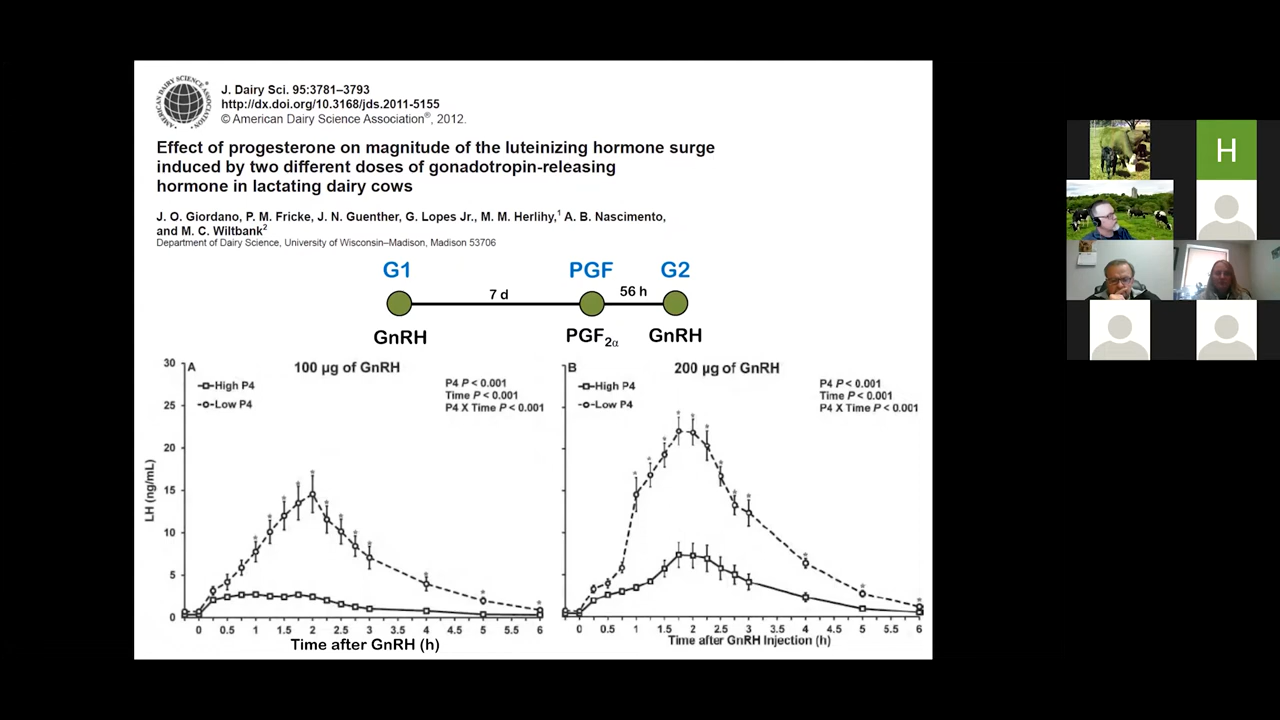 AMERICAN DAIRY SCIENCE ASSOCIATION®
J. Dairy Sci. 95:3781–3793
http://dx.doi.org/10.3168/jds.2011-5155
© American Dairy Science Association®, 2012.
Effect of progesterone on magnitude of the luteinizing hormone surge
induced by two different doses of gonadotropin-releasing
hormone in lactating dairy cows
J. O. Giordano, P. M. Fricke, J. N. Guenther, G. Lopes Jr., M. M. Herlihy,1 A. B. Nascimento,
and M. C. Wiltbank2
Department of Dairy Science, University of Wisconsin–Madison, Madison 53706
G1 PGF G2
7 d 56 h
GnRH PGF2α GnRH
A 100 µg of GnRH
High P4
Low P4
P4 P < 0.001
Time P < 0.001
P4 X Time P < 0.001
LH (ng/mL)
30
25
20
15
10
5
0
0 0.5 1 1.5 2 2.5 3 3.5 4 4.5 5 5.5 6
Time after GnRH (h)
B 200 µg of GnRH
High P4
Low P4
P4 P < 0.001
Time P < 0.001
P4 X Time P < 0.001
0 0.5 1 1.5 2 2.5 3 3.5 4 4.5 5 5.5 6
Time after GnRH Injection (h)
H